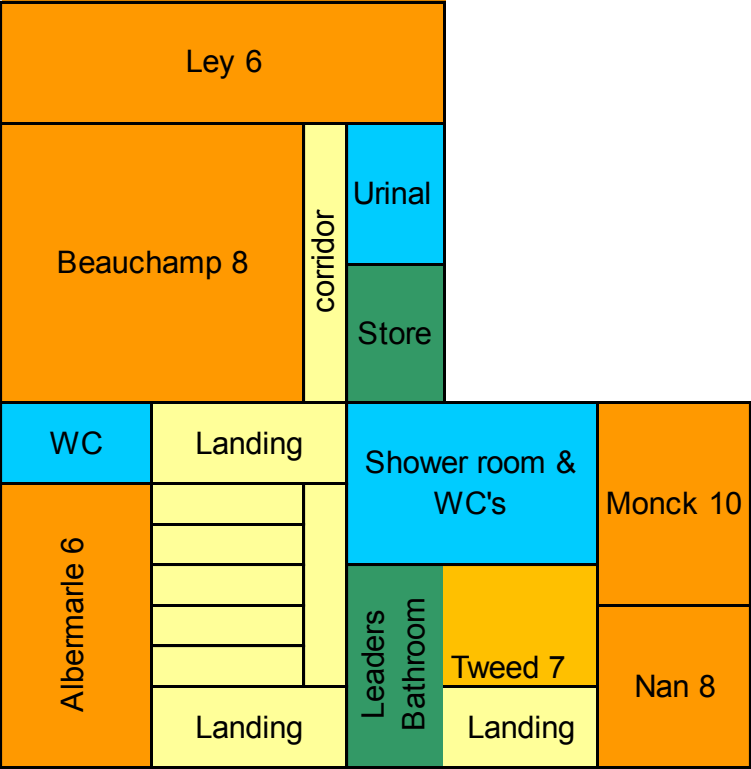 Ley 6
Beauchamp 8
corridor
Urinal
Store
WC
Landing
Shower room &
WC's
Monck 10
Albermarle 6
Leaders
Bathroom
Tweed 7
Nan 8
Landing
Landing